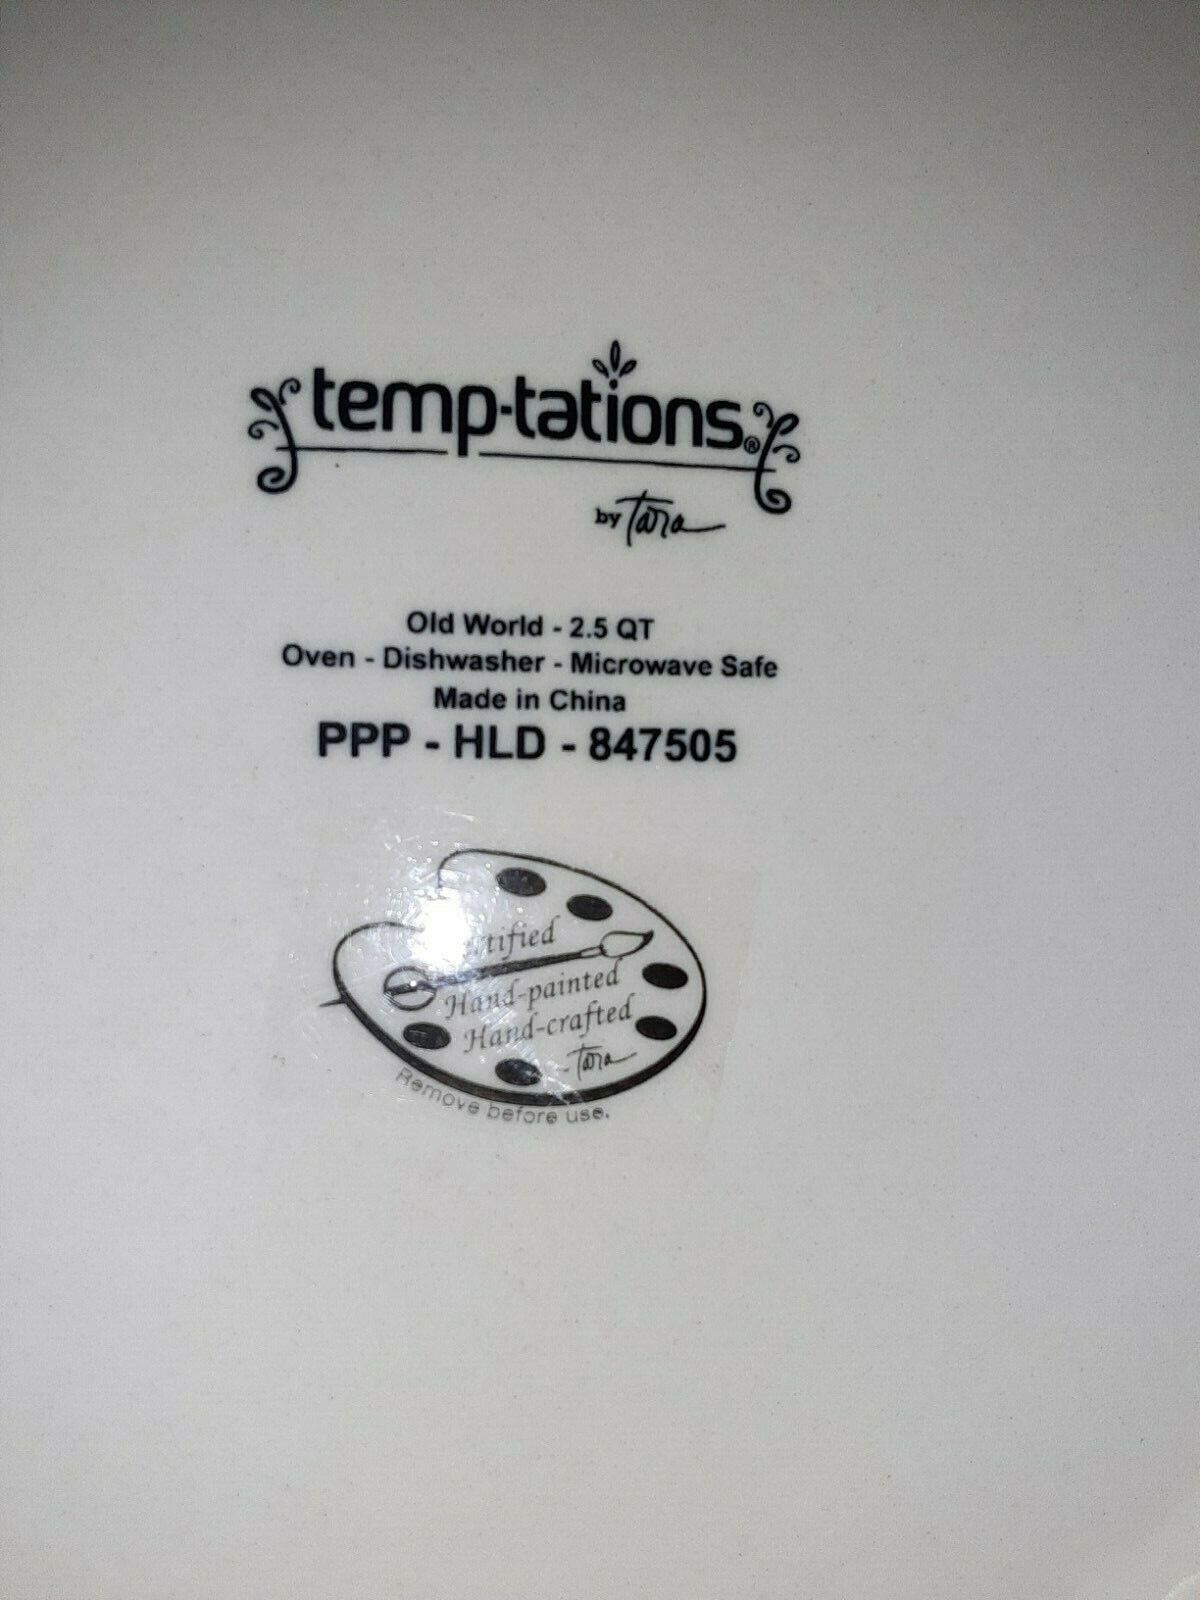 temp-tations®
by Tara
Old World - 2.5 QT
Oven - Dishwasher - Microwave Safe
Made in China
PPP - HLD - 847505
Hand-painted
Hand-crafted
-Tara
Remove before use.